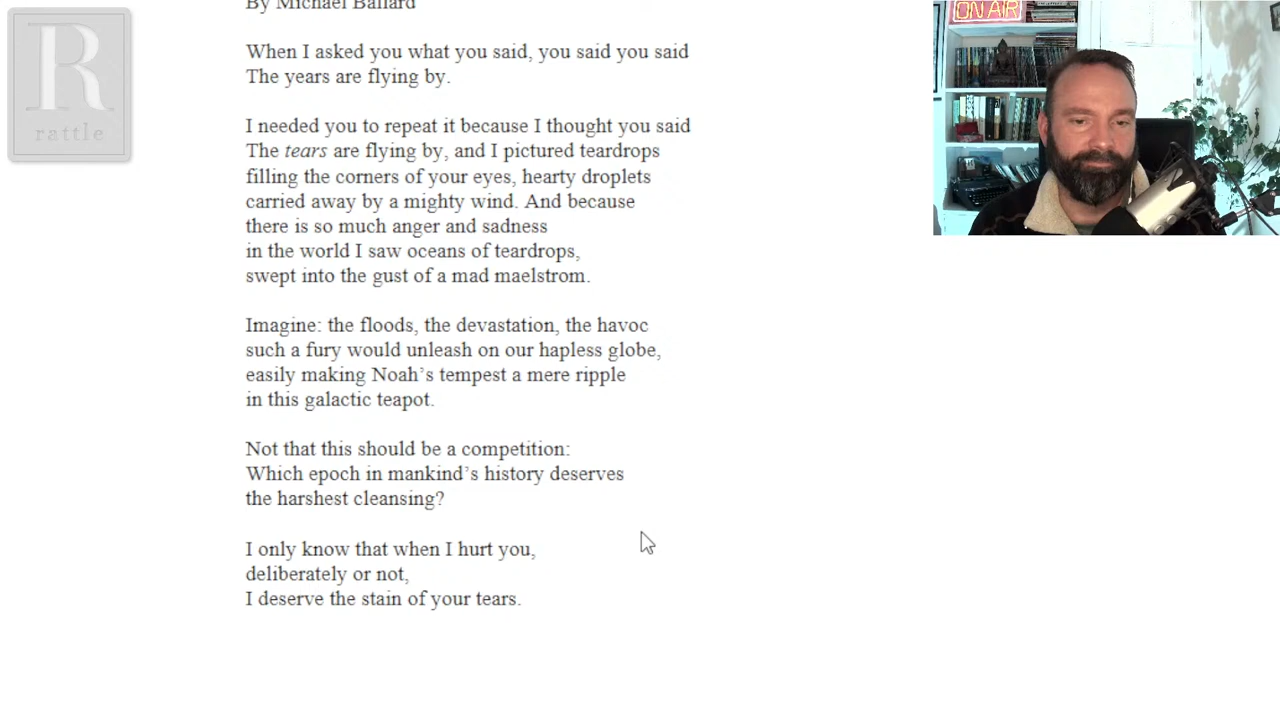 By Michael Ballard
When I asked you what you said, you said you said
The years are flying by.
I needed you to repeat it because I thought you said
The tears are flying by, and I pictured teardrops
filling the corners of your eyes, hearty droplets
carried away by a mighty wind. And because
there is so much anger and sadness
in the world I saw oceans of teardrops,
swept into the gust of a mad maelstrom.
Imagine: the floods, the devastation, the havoc
such a fury would unleash on our hapless globe,
easily making Noah’s tempest a mere ripple
in this galactic teapot.
Not that this should be a competition:
Which epoch in mankind’s history deserves
the harshest cleansing?
I only know that when I hurt you,
deliberately or not,
I deserve the stain of your tears.
R
rattle
ON AIR